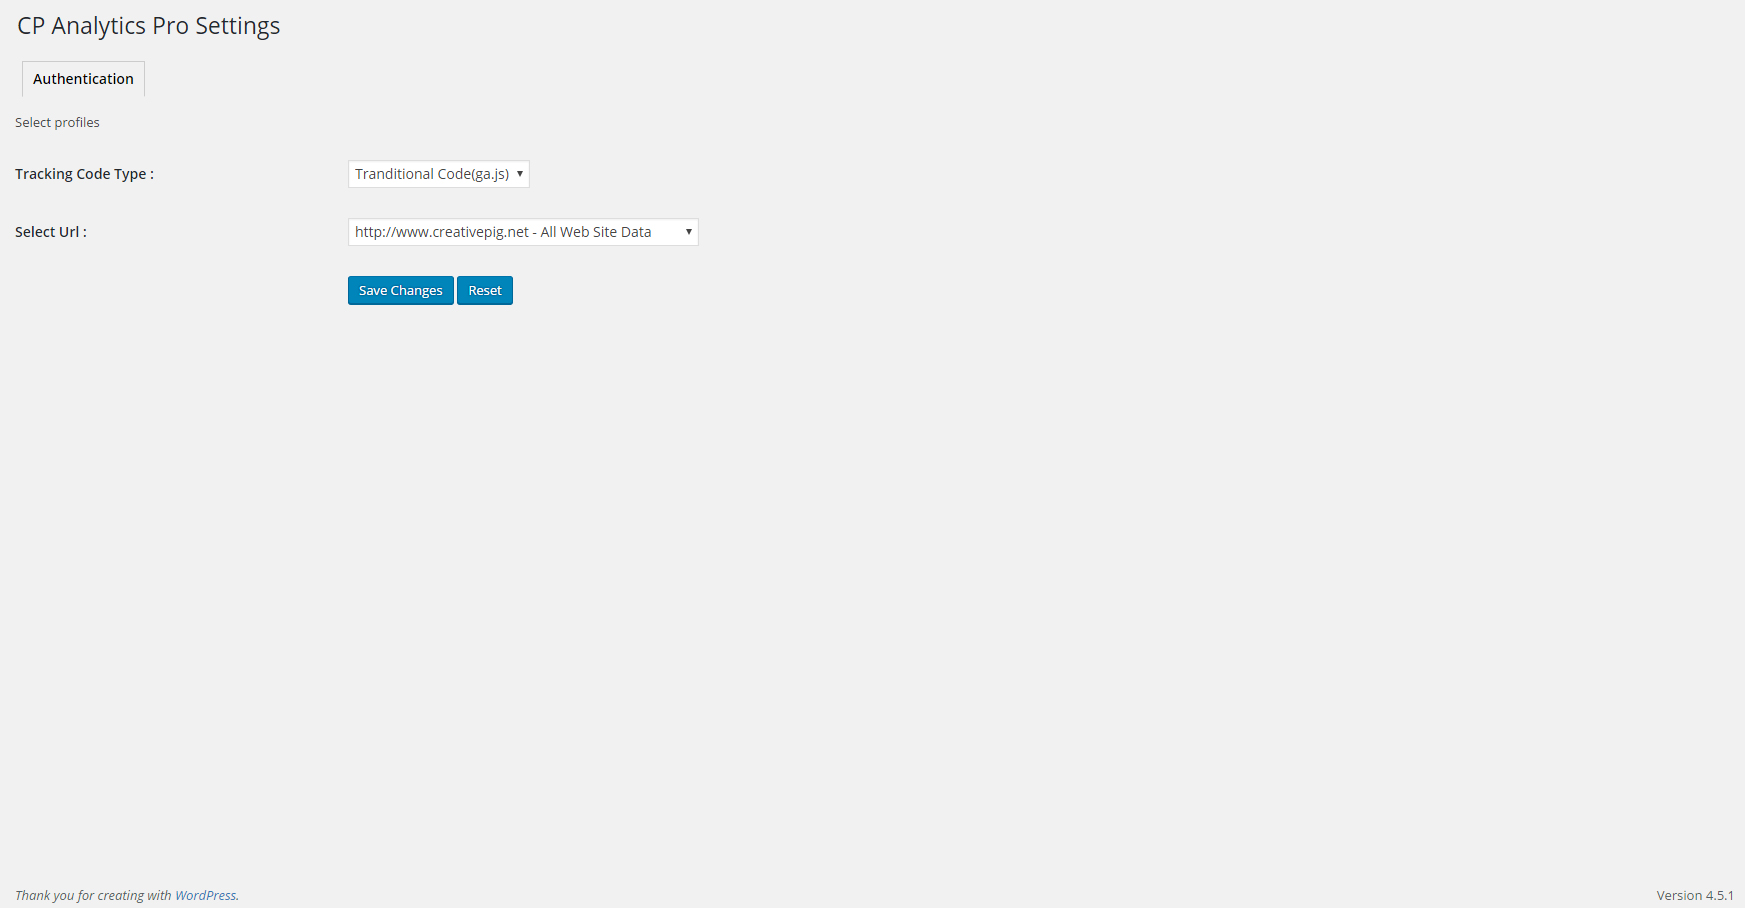 CP Analytics Pro Settings
Authentication
Select profiles
Tracking Code Type :
Tranditional Code(ga.js)
Select Url :
http://www.creativepig.net - All Web Site Data
Save Changes Reset
Thank you for creating with WordPress. Version 4.5.1